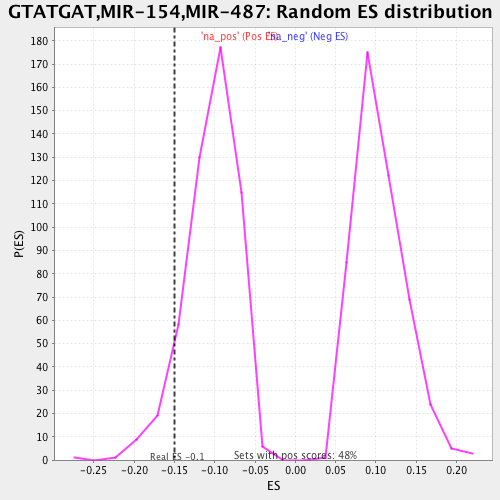 GTATGAT,MIR-154,MIR-487: Random ES distribution
'na_pos' (Pos ES) 'na_neg' (Neg ES)
180
170
160
150
140
130
120
110
100
90
80
70
60
50
40
30
20
10
0
P(ES)
Real ES -0.1
Sets with pos scores: 48%
-0.25 -0.20 -0.15 -0.10 -0.05 0.00 0.05 0.10 0.15 0.20
ES